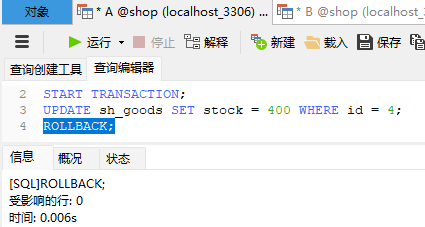 对象 * A @shop (localhost_3306) ... * B @shop (localhost_3
运行 停止 解释 新建 载入 保存
查询创建工具 查询编辑器
2 START TRANSACTION;
3 UPDATE sh_goods SET stock = 400 WHERE id = 4;
4 ROLLBACK;
信息 概况 状态
[SQL]ROLLBACK;
受影响的行: 0
时间: 0.006s